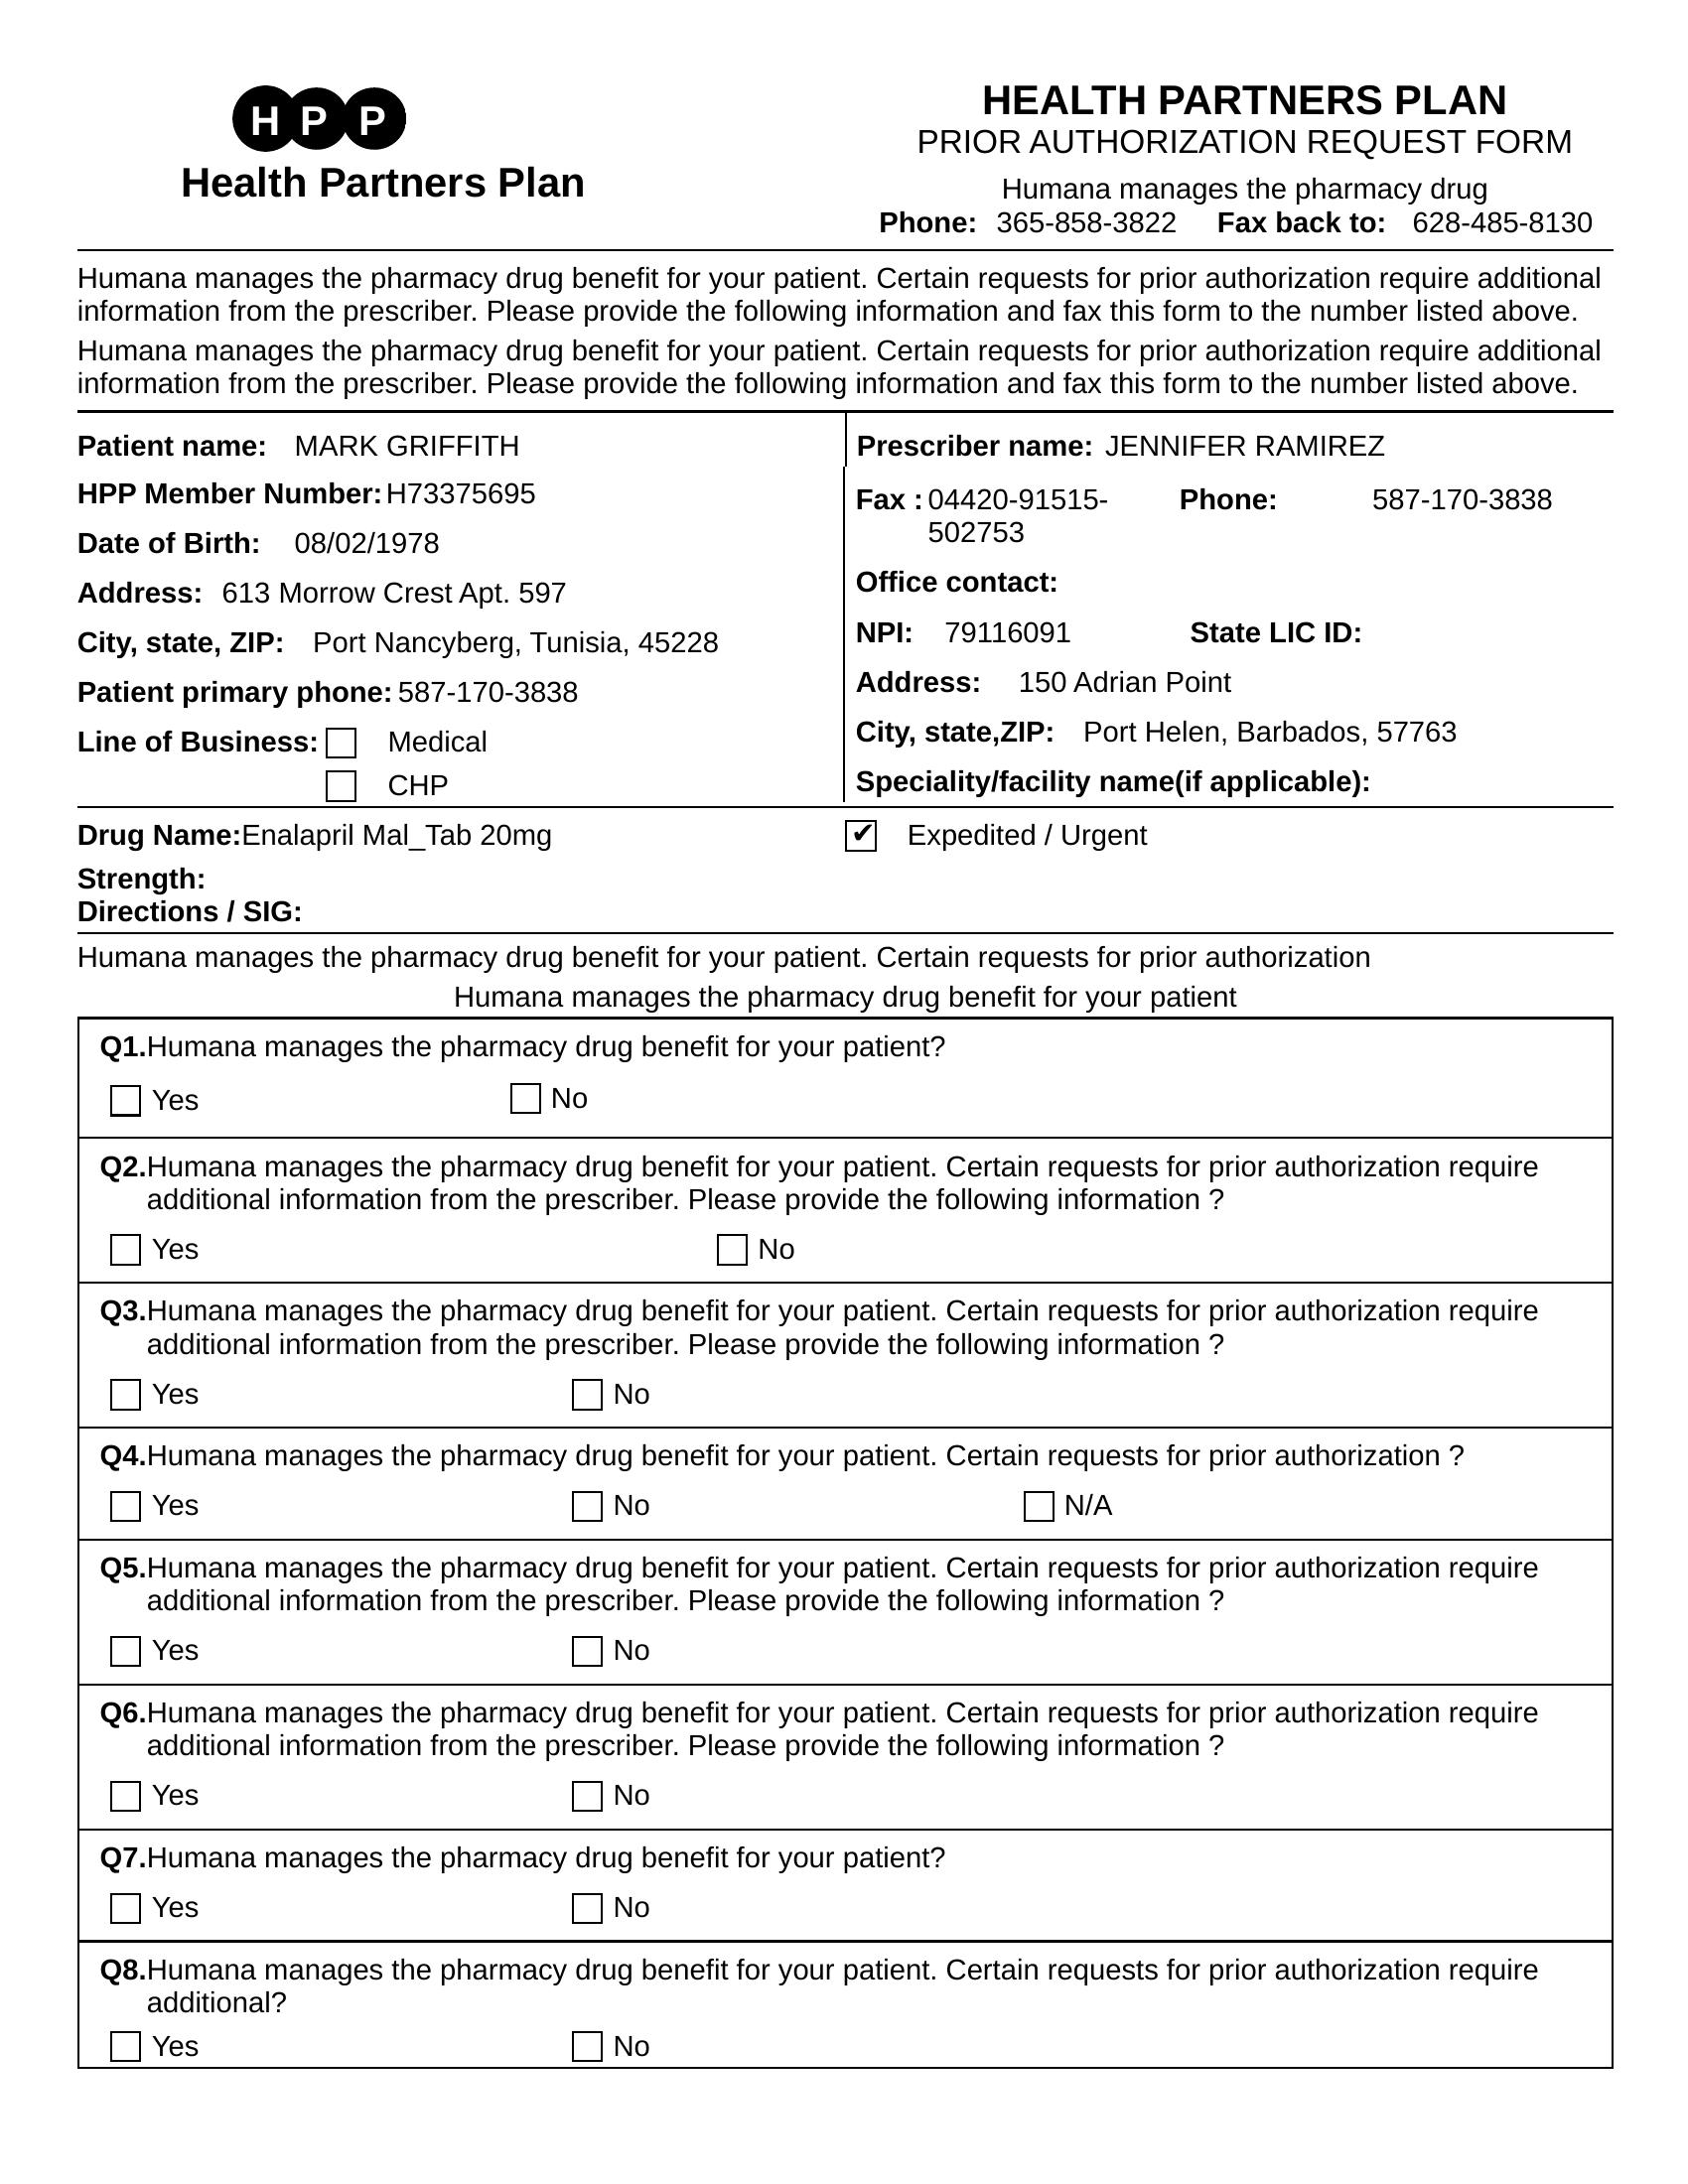 H P P
Health Partners Plan
HEALTH PARTNERS PLAN
PRIOR AUTHORIZATION REQUEST FORM
Humana manages the pharmacy drug
Phone: 365-858-3822 Fax back to: 628-485-8130
Humana manages the pharmacy drug benefit for your patient. Certain requests for prior authorization require additional
information from the prescriber. Please provide the following information and fax this form to the number listed above.
Humana manages the pharmacy drug benefit for your patient. Certain requests for prior authorization require additional
information from the prescriber. Please provide the following information and fax this form to the number listed above.
Patient name: MARK GRIFFITH
HPP Member Number: H73375695
Date of Birth: 08/02/1978
Address: 613 Morrow Crest Apt. 597
City, state, ZIP: Port Nancyberg, Tunisia, 45228
Patient primary phone: 587-170-3838
Line of Business: Medical
CHP
Prescriber name: JENNIFER RAMIREZ
Fax : 04420-91515- Phone: 587-170-3838
502753
Office contact:
NPI: 79116091 State LIC ID:
Address: 150 Adrian Point
City, state,ZIP: Port Helen, Barbados, 57763
Speciality/facility name(if applicable):
Drug Name:Enalapril Mal_Tab 20mg ✔ Expedited / Urgent
Strength:
Directions / SIG:
Humana manages the pharmacy drug benefit for your patient. Certain requests for prior authorization
Humana manages the pharmacy drug benefit for your patient
Q1.Humana manages the pharmacy drug benefit for your patient?
Yes No
Q2.Humana manages the pharmacy drug benefit for your patient. Certain requests for prior authorization require
additional information from the prescriber. Please provide the following information ?
Yes No
Q3.Humana manages the pharmacy drug benefit for your patient. Certain requests for prior authorization require
additional information from the prescriber. Please provide the following information ?
Yes No
Q4.Humana manages the pharmacy drug benefit for your patient. Certain requests for prior authorization ?
Yes No N/A
Q5.Humana manages the pharmacy drug benefit for your patient. Certain requests for prior authorization require
additional information from the prescriber. Please provide the following information ?
Yes No
Q6.Humana manages the pharmacy drug benefit for your patient. Certain requests for prior authorization require
additional information from the prescriber. Please provide the following information ?
Yes No
Q7.Humana manages the pharmacy drug benefit for your patient?
Yes No
Q8.Humana manages the pharmacy drug benefit for your patient. Certain requests for prior authorization require
additional?
Yes No